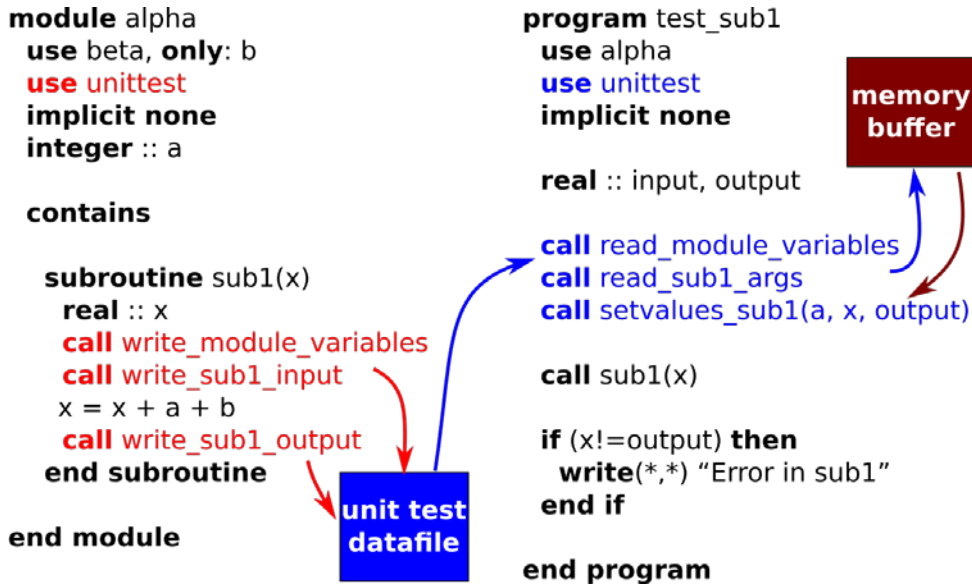 module alpha
use beta, only: b
use unittest
implicit none
integer :: a
contains
subroutine sub1(x)
real :: x
call write_module_variables
call write_sub1_input
x = x + a + b
call write_sub1_output
end subroutine
end module
unit test
datafile
program test_sub1
use alpha
use unittest
implicit none
real :: input, output
call read_module_variables
call read_sub1_args
call setvalues_sub1(a, x, output)
call sub1(x)
if (x!=output) then
write(*,*) “Error in sub1”
end if
end program
memory
buffer